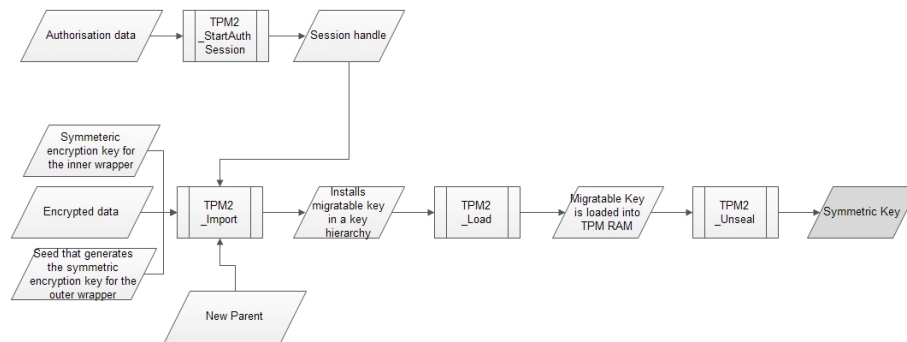 Authorisation data
TPM2
_StartAuth
Session
Session handle
Symmeteric
encryption key for
the inner wrapper
Encrypted data
Seed that generates
the symmetric
encryption key for the
outer wrapper
TPM2
_Import
New Parent
Installs
migratable key
in a key
hierarchy
TPM2
_Load
Migratable Key
is loaded into
TPM RAM
TPM2
_Unseal
Symmetric Key